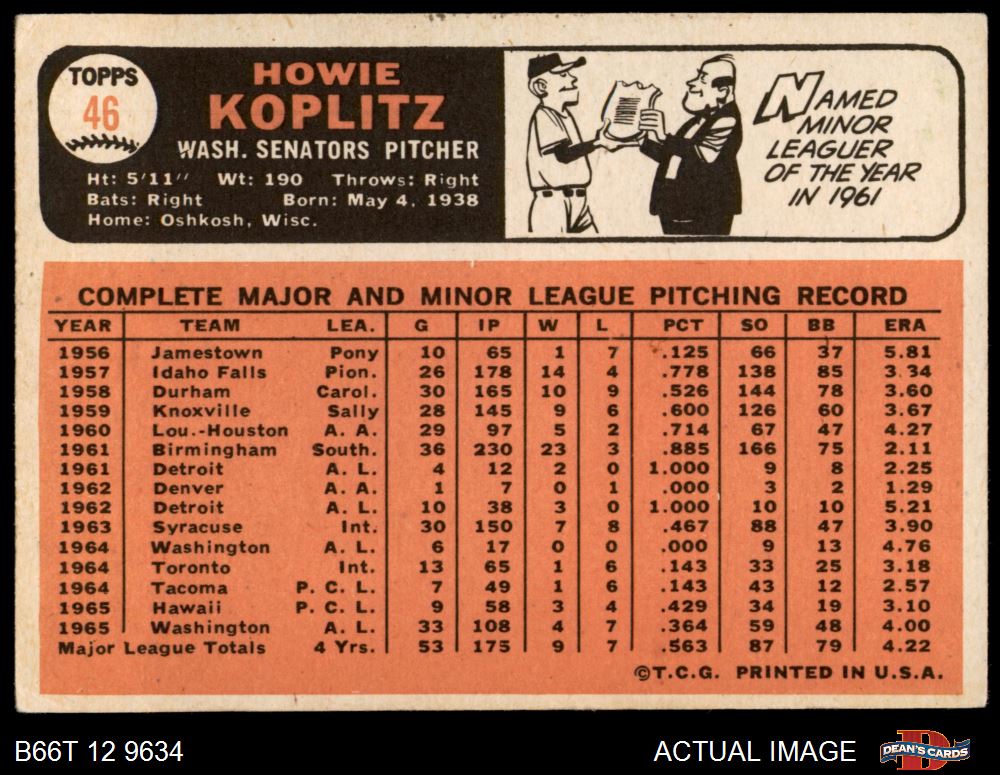 TOPPS
46
HOWIE
KOPLITZ
WASH. SENATORS PITCHER
Ht: 5'11" Wt: 190 Throws: Right
Bats: Right Born: May 4, 1938
Home: Oshkosh, Wisc.
NAMED
MINOR
LEAGUER
OF THE YEAR
IN 1961
COMPLETE MAJOR AND MINOR LEAGUE PITCHING RECORD
YEAR TEAM LEA. G IP W L PCT SO BB ERA
1956 Jamestown Pony 10 65 1 7 .125 66 37 5.81
1957 Idaho Falls Pion. 26 178 14 4 .778 138 85 3.34
1958 Durham Carol. 30 165 10 9 .526 144 78 3.60
1959 Knoxville Sally 28 145 9 6 .600 126 60 3.67
1960 Lou.-Houston A. A. 29 97 5 2 .714 67 47 4.27
1961 Birmingham South. 36 230 23 3 .885 166 75 2.11
1961 Detroit A. L. 4 12 2 0 1.000 9 8 2.25
1962 Denver A. A. 1 7 0 1 .000 3 2 1.29
1962 Detroit A. L. 10 38 3 0 1.000 10 10 5.21
1963 Syracuse Int. 30 150 7 8 .467 88 47 3.90
1964 Washington A. L. 6 17 0 0 .000 9 13 4.76
1964 Toronto Int. 13 65 1 6 .143 33 25 3.18
1964 Tacoma P. C. L. 7 49 1 6 .143 43 12 2.57
1965 Hawaii P. C. L. 9 58 3 4 .429 34 19 3.10
1965 Washington A. L. 33 108 4 7 .364 59 48 4.00
Major League Totals 4 Yrs. 53 175 9 7 .563 87 79 4.22
©T.C.G. PRINTED IN U.S.A.
B66T 12 9634
ACTUAL IMAGE
DEAN'S CARDS